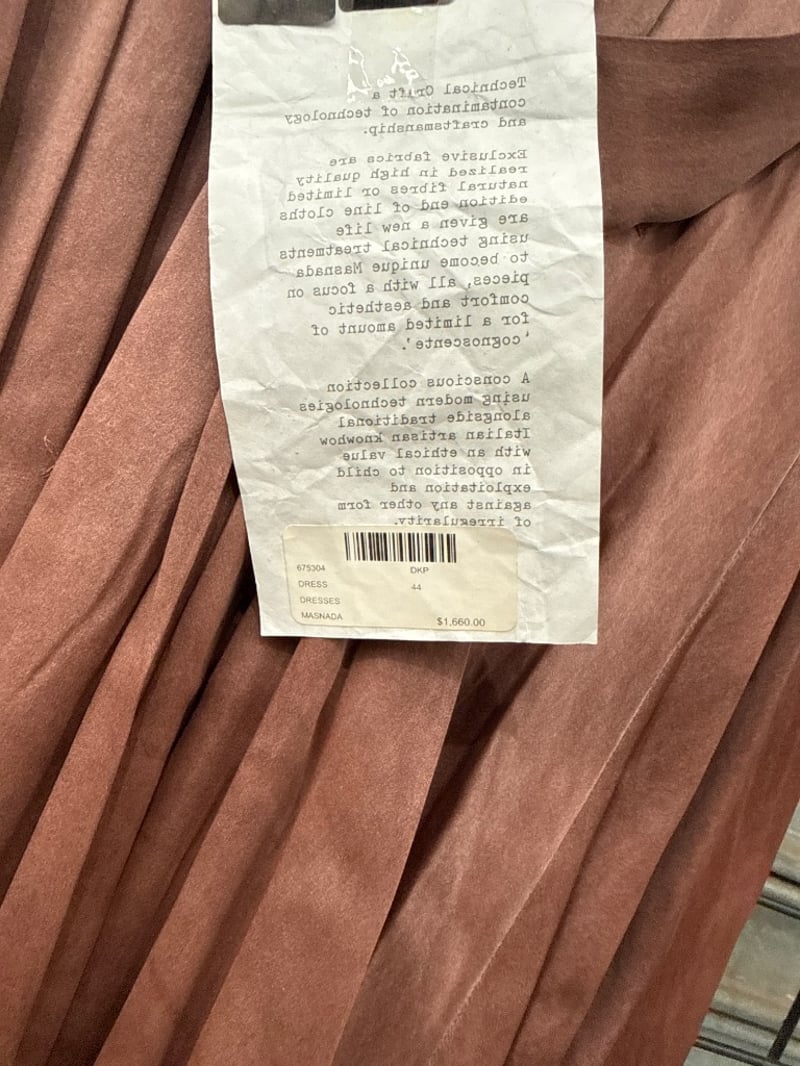 Technical Craft a
contamination of technology
and craftsmanship.
Exclusive fabrics are
realized in high quality
natural fibres or limited
edition end of line cloths
are given a new life
using technical treatments
to become unique Masnada
pieces, all with a focus on
comfort and aesthetic
for a limited amount of
'cognoscente'.
A conscious collection
using modern technologies
alongside traditional
Italian artisan knowhow
with an ethical value
in opposition to child
exploitation and
against any other form
of irregularity.
675304 DKP
DRESS 44
DRESSES
MASNADA $1,660.00